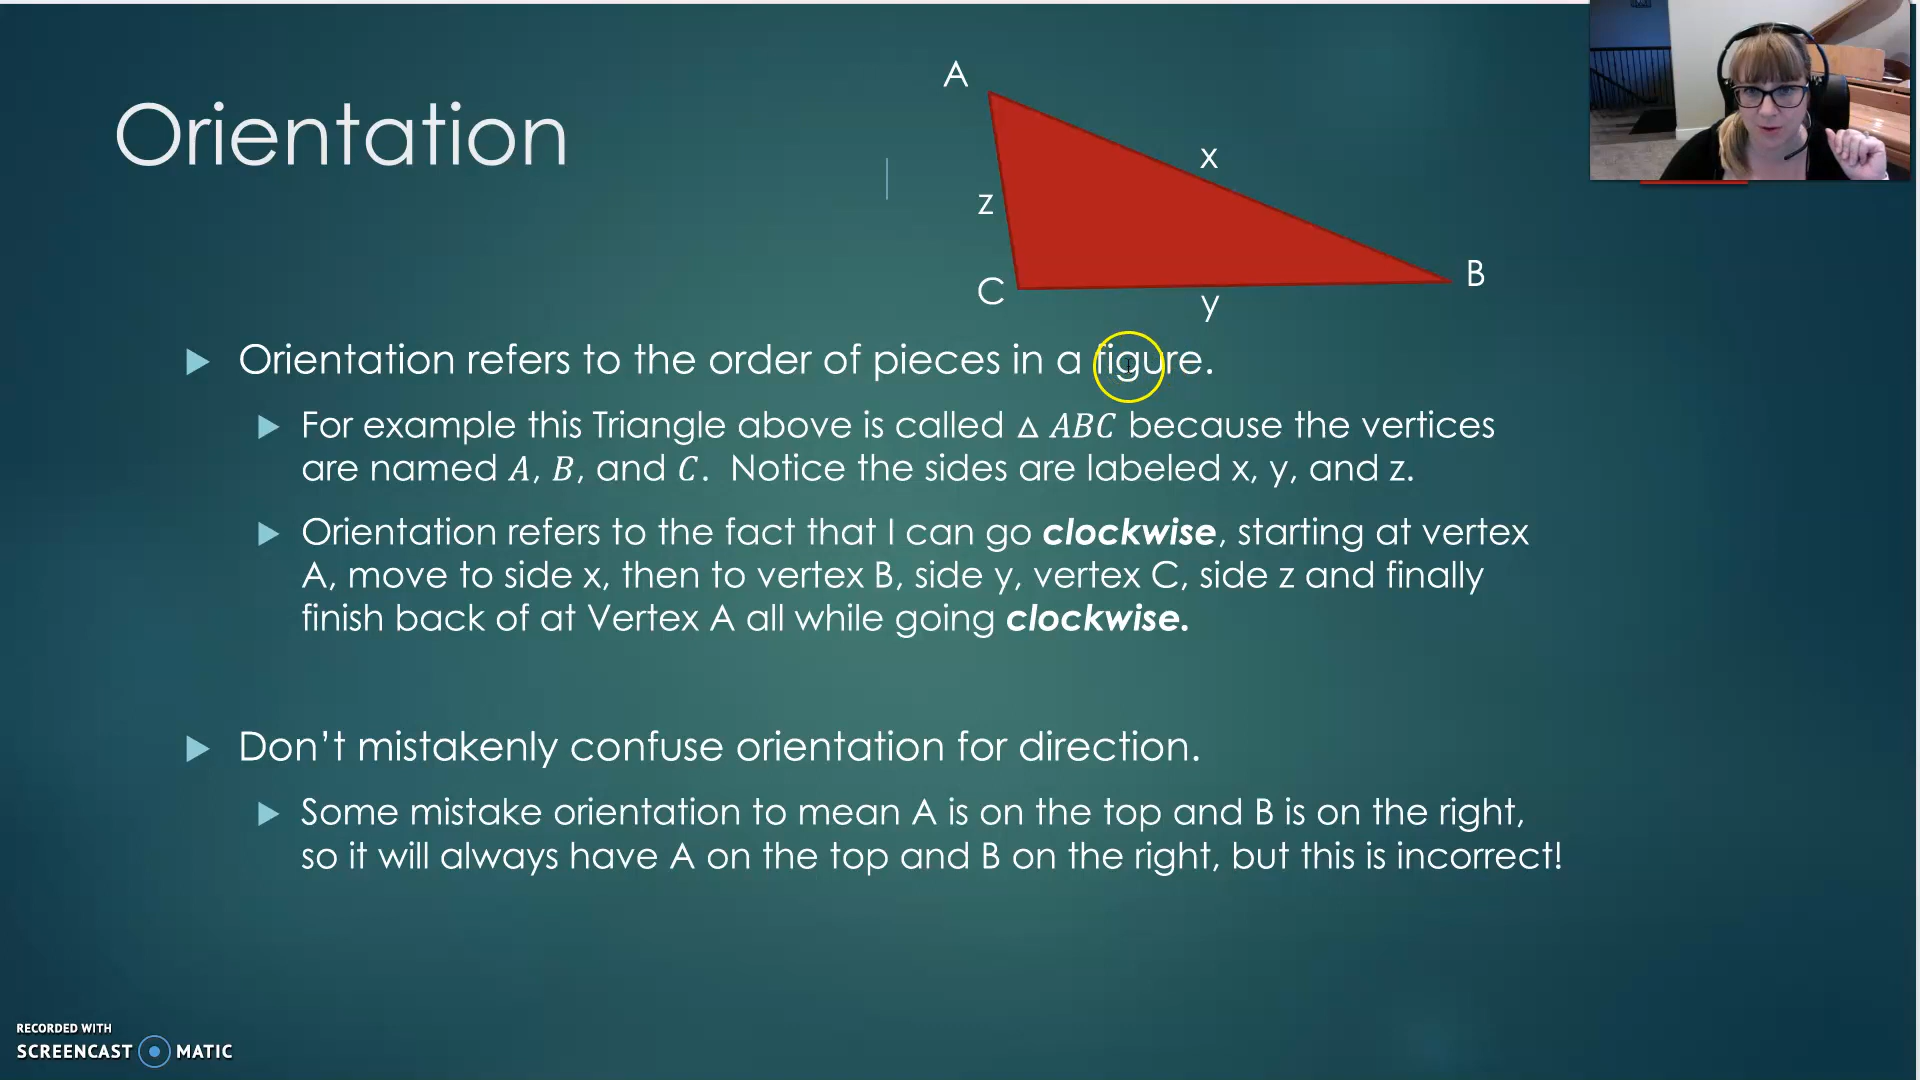 Orientation
A
x
z
B
C
y
Orientation refers to the order of pieces in a figure.
For example this Triangle above is called △ ABC because the vertices
are named A, B, and C. Notice the sides are labeled x, y, and z.
Orientation refers to the fact that I can go clockwise, starting at vertex
A, move to side x, then to vertex B, side y, vertex C, side z and finally
finish back of at Vertex A all while going clockwise.
Don't mistakenly confuse orientation for direction.
Some mistake orientation to mean A is on the top and B is on the right,
so it will always have A on the top and B on the right, but this is incorrect!
RECORDED WITH
SCREENCAST MATIC